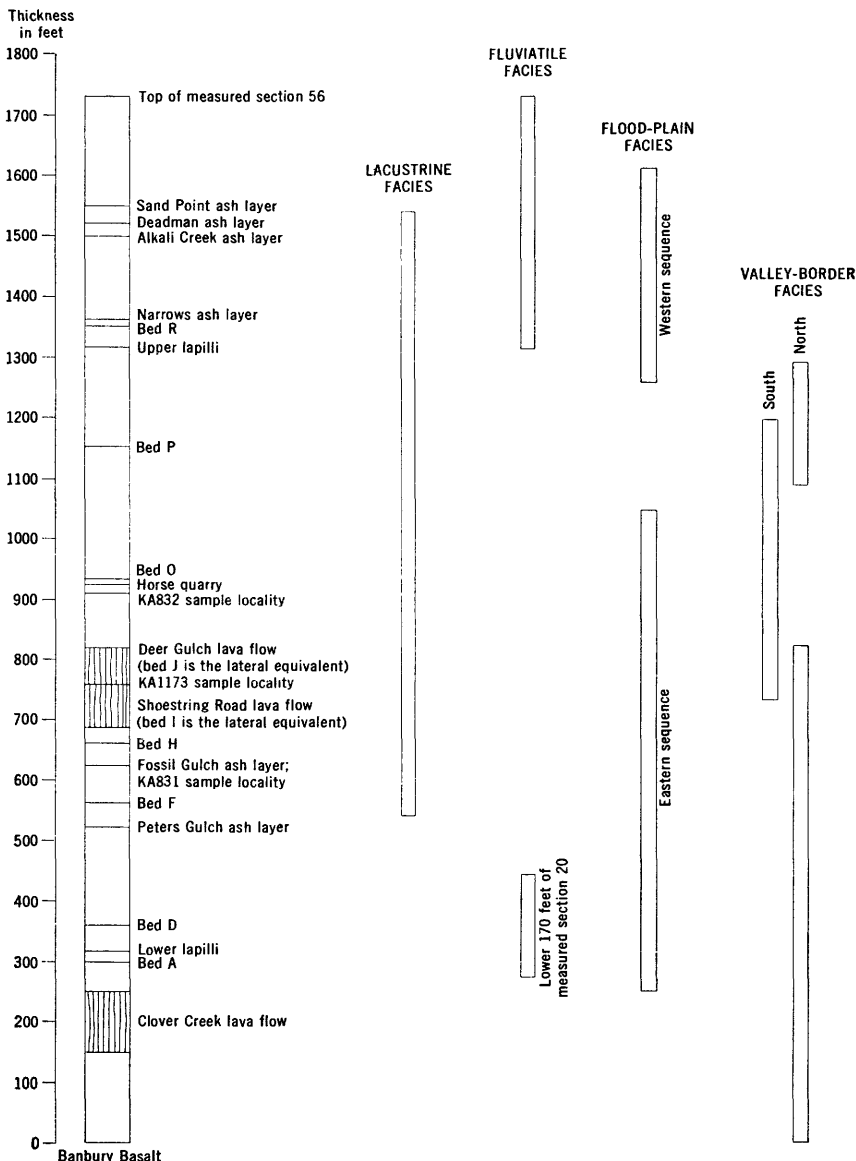 Thickness
in feet
1800
1700
1600
1500
1400
1300
1200
1100
1000
900
800
700
600
500
400
300
200
100
0
Top of measured section 56
Sand Point ash layer
Deadman ash layer
Alkali Creek ash layer
Narrows ash layer
Bed R
Upper lapilli
Bed P
Bed O
Horse quarry
KA832 sample locality
Deer Gulch lava flow
(bed J is the lateral equivalent)
KA1173 sample locality
Shoestring Road lava flow
(bed I is the lateral equivalent)
Bed H
Fossil Gulch ash layer;
KA831 sample locality
Bed F
Peters Gulch ash layer
Bed D
Lower lapilli
Bed A
Clover Creek lava flow
Banbury Basalt
LACUSTRINE
FACIES
FLUVIATILE
FACIES
Lower 170 feet of
measured section 20
FLOOD-PLAIN
FACIES
Western sequence
Eastern sequence
VALLEY-BORDER
FACIES
South
North